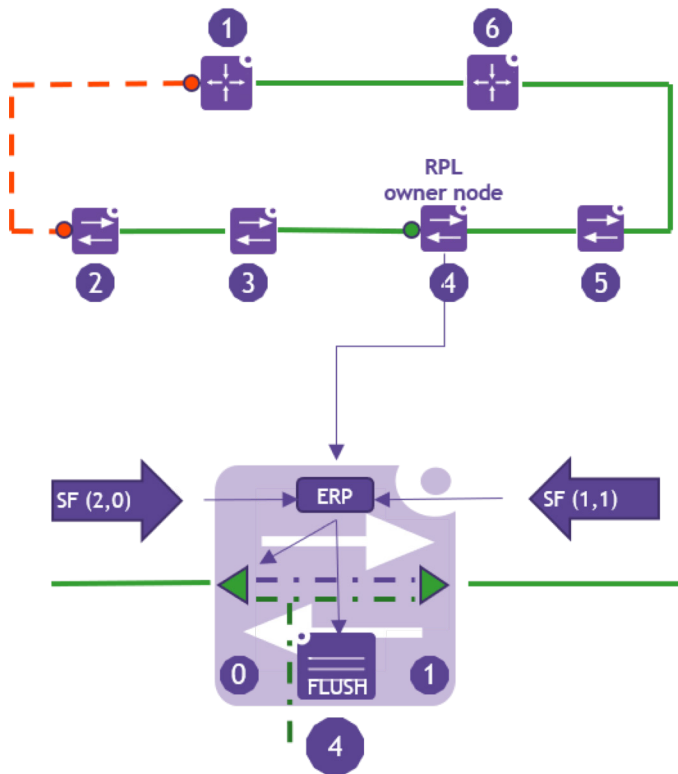 1
6
RPL
owner node
2
3
4
5
SF (2,0)
ERP
SF (1,1)
0
1
FLUSH
4